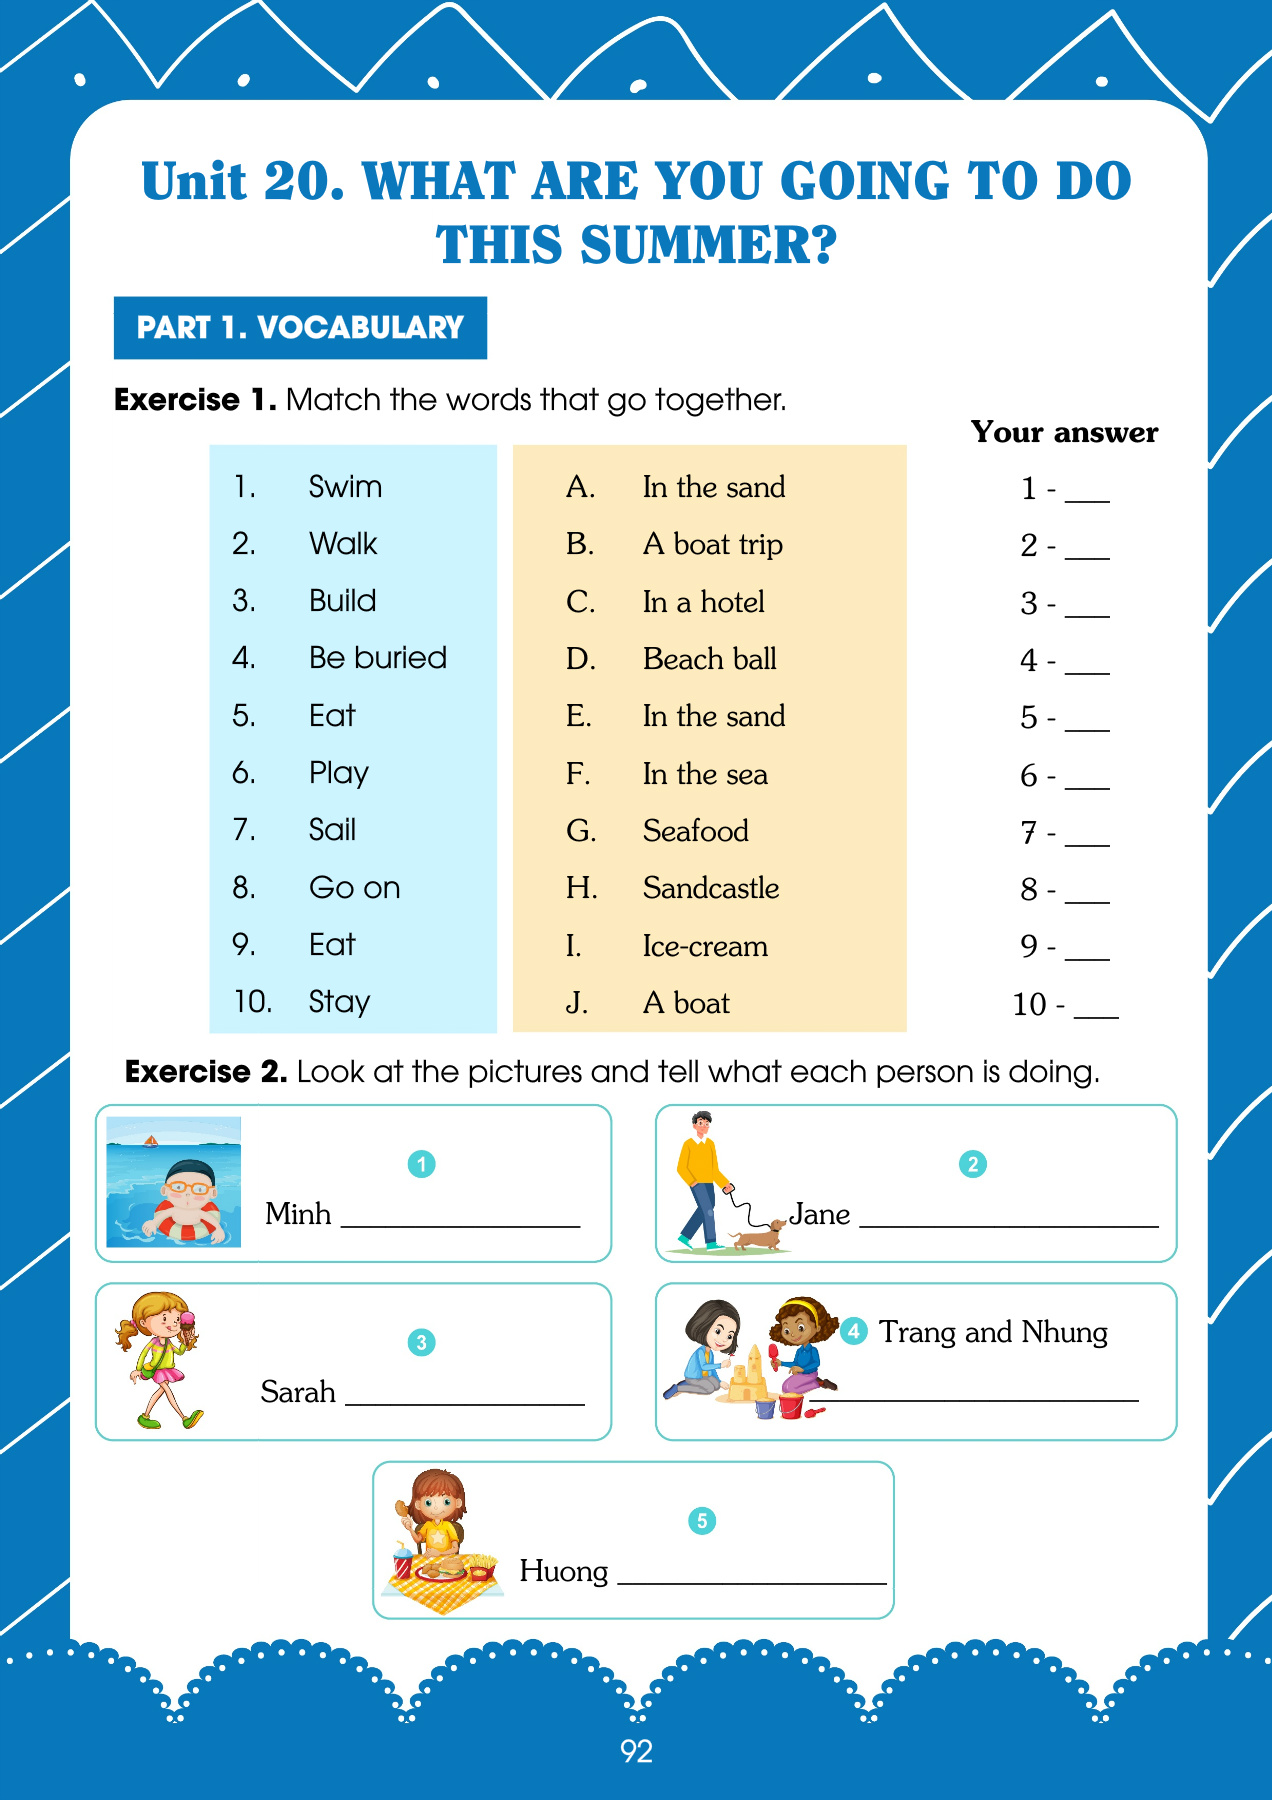 Unit 20. WHAT ARE YOU GOING TO DO
THIS SUMMER?
PART 1. VOCABULARY
Exercise 1. Match the words that go together.
Your answer
1. Swim A. In the sand 1 - ___
2. Walk B. A boat trip 2 - ___
3. Build C. In a hotel 3 - ___
4. Be buried D. Beach ball 4 - ___
5. Eat E. In the sand 5 - ___
6. Play F. In the sea 6 - ___
7. Sail G. Seafood 7 - ___
8. Go on H. Sandcastle 8 - ___
9. Eat I. Ice-cream 9 - ___
10. Stay J. A boat 10 - ___
Exercise 2. Look at the pictures and tell what each person is doing.
1
Minh ________________
2
Jane ____________________
3
Sarah ________________
4 Trang and Nhung
______________________
5
Huong __________________
92